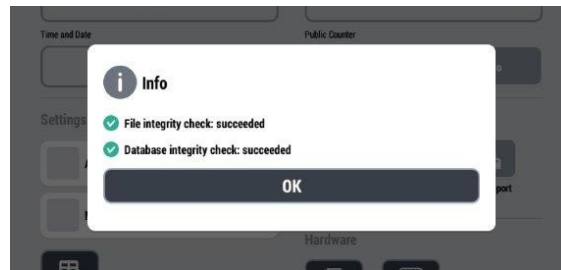 Time and Date
Public Counter
Info
Settings
File integrity check: succeeded
Database integrity check: succeeded
OK
Hardware